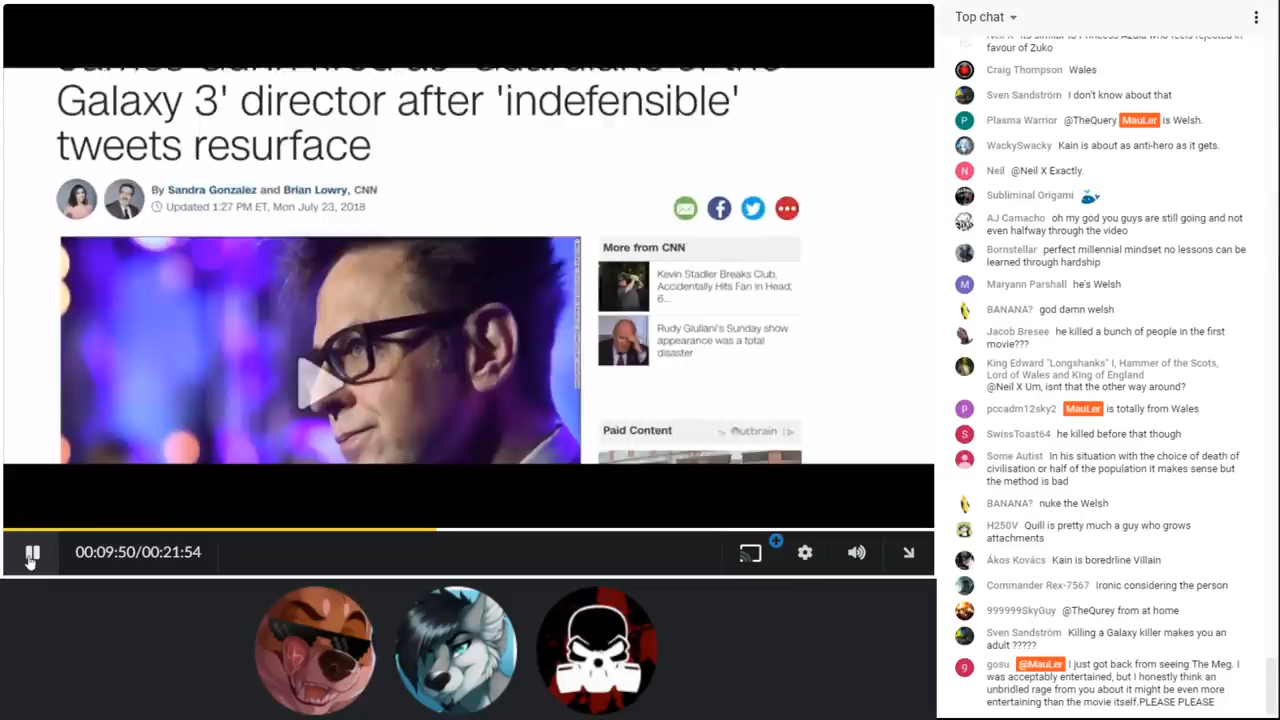 Galaxy 3' director after 'indefensible'
tweets resurface
By Sandra Gonzalez and Brian Lowry, CNN
Updated 1:27 PM ET, Mon July 23, 2018
More from CNN
Kevin Stadler Breaks Club,
Accidentally Hits Fan in Head;
6...
Rudy Giuliani's Sunday show
appearance was a total
disaster
Paid Content
Outbrain
00:09:50/00:21:54
Top chat
favour of Zuko
Craig Thompson Wales
Sven Sandström I don't know about that
Plasma Warrior @TheQuery MauLer is Welsh.
WackySwacky Kain is about as anti-hero as it gets.
Neil @Neil X Exactly.
Subliminal Origami
AJ Camacho oh my god you guys are still going and not
even halfway through the video
Bornstellar perfect millennial mindset no lessons can be
learned through hardship
Maryann Parshall he's Welsh
BANANA? god damn welsh
Jacob Bresee he killed a bunch of people in the first
movie???
King Edward "Longshanks" I, Hammer of the Scots,
Lord of Wales and King of England
@Neil X Um, isnt that the other way around?
pccadm12sky2 MauLer is totally from Wales
SwissToast64 he killed before that though
Some Autist In his situation with the choice of death of
civilisation or half of the population it makes sense but
the method is bad
BANANA? nuke the Welsh
H250V Quill is pretty much a guy who grows
attachments
Ákos Kovács Kain is boredrline Villain
Commander Rex-7567 Ironic considering the person
999999SkyGuy @TheQurey from at home
Sven Sandström Killing a Galaxy killer makes you an
adult ?????
gosu @MauLer I just got back from seeing The Meg. I
was acceptably entertained, but I honestly think an
unbridled rage from you about it might be even more
entertaining than the movie itself.PLEASE PLEASE